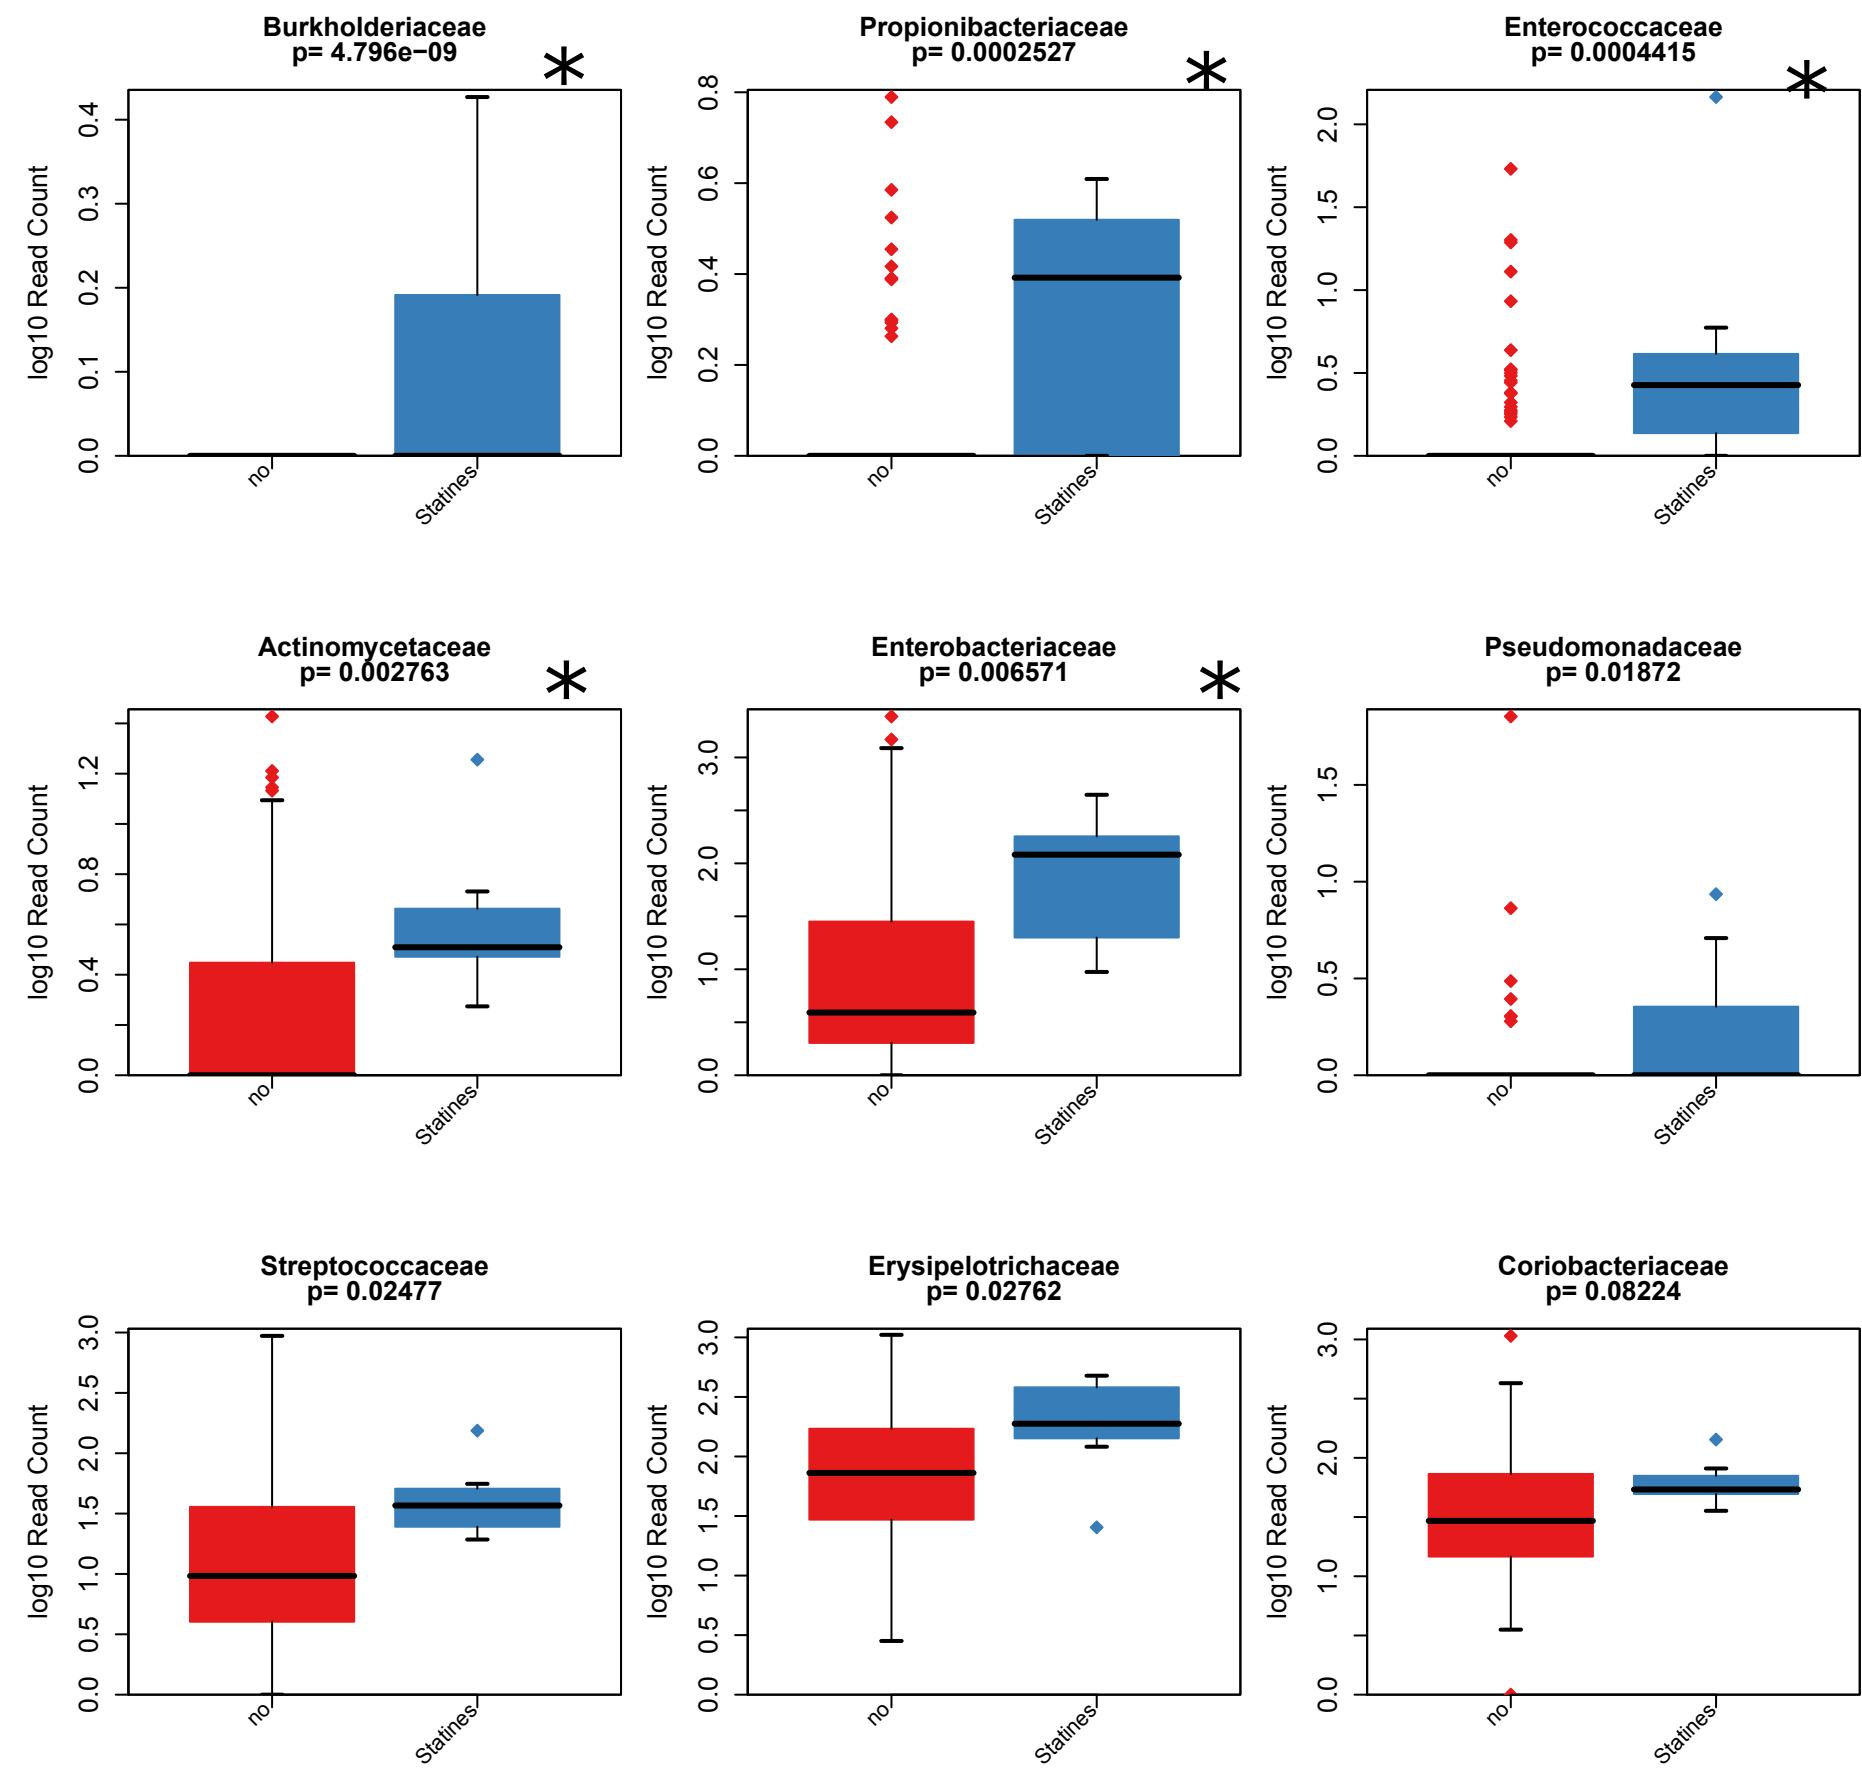 Burkholderiaceae
p= 4.796e−09
*
log10 Read Count
0.0
0.1
0.2
0.3
0.4
no
Statines
Propionibacteriaceae
p= 0.0002527
*
log10 Read Count
0.0
0.2
0.4
0.6
0.8
no
Statines
Enterococcaceae
p= 0.0004415
*
log10 Read Count
0.0
0.5
1.0
1.5
2.0
no
Statines
Actinomycetaceae
p= 0.002763
*
log10 Read Count
0.0
0.4
0.8
1.2
no
Statines
Enterobacteriaceae
p= 0.006571
*
log10 Read Count
0.0
1.0
2.0
3.0
no
Statines
Pseudomonadaceae
p= 0.01872
log10 Read Count
0.0
0.5
1.0
1.5
no
Statines
Streptococcaceae
p= 0.02477
log10 Read Count
0.0
0.5
1.0
1.5
2.0
2.5
3.0
no
Statines
Erysipelotrichaceae
p= 0.02762
log10 Read Count
0.0
0.5
1.0
1.5
2.0
2.5
3.0
no
Statines
Coriobacteriaceae
p= 0.08224
log10 Read Count
0.0
1.0
2.0
3.0
no
Statines